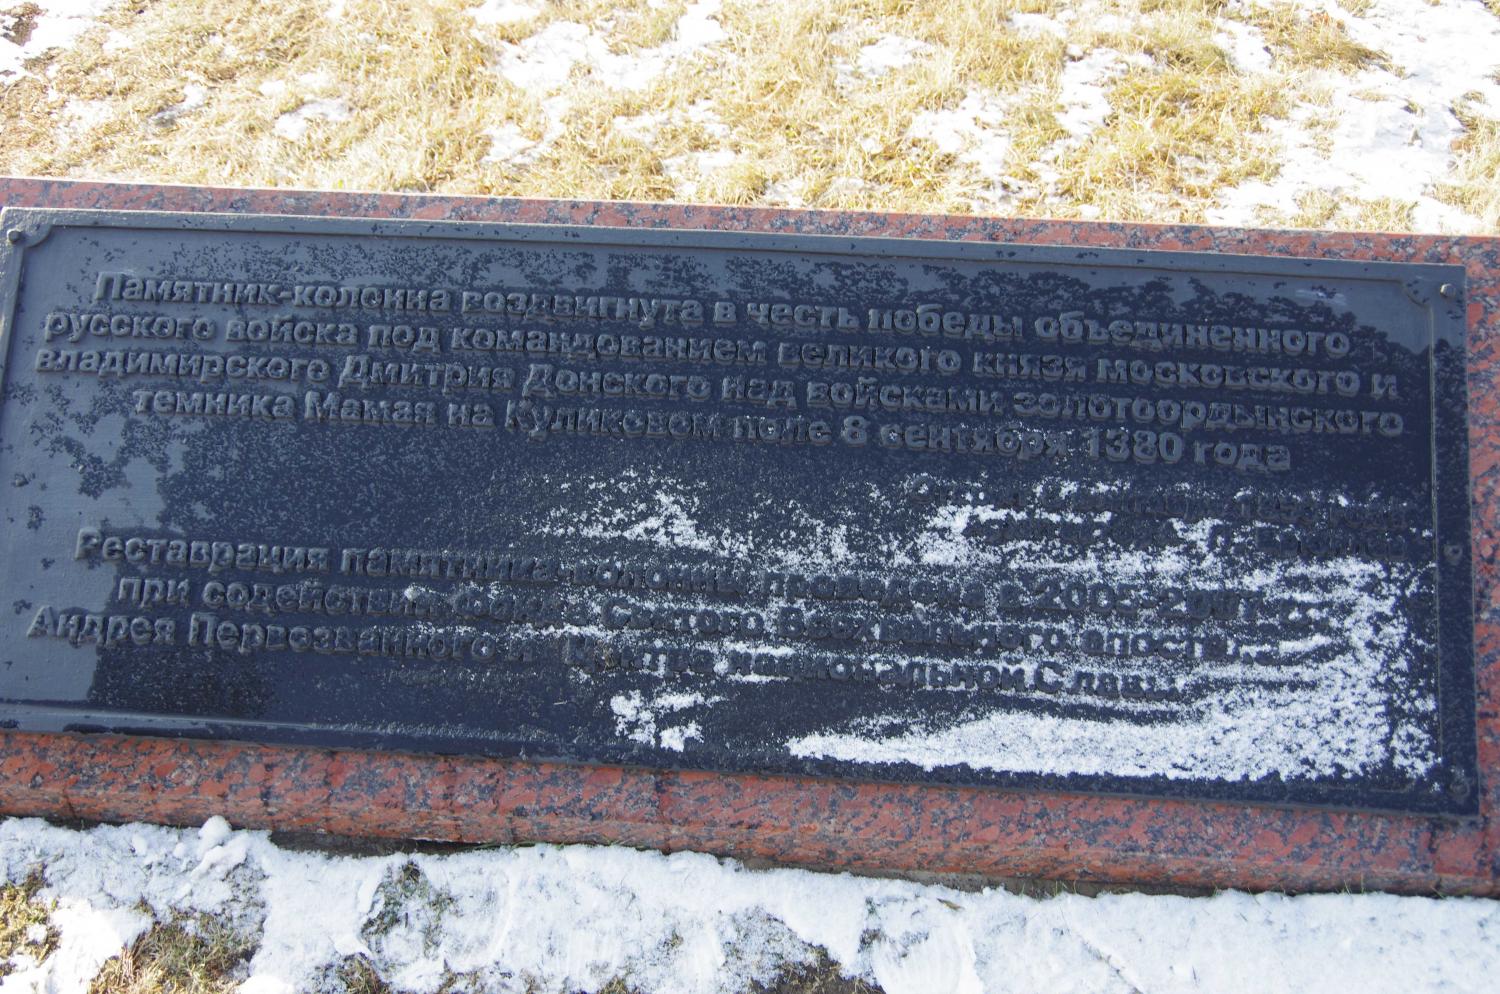 Памятник-колонна воздвигнута в честь победы объединенного
русского войска под командованием великого князя московского и
владимирского Дмитрия Донского над войсками золотоордынского
темника Мамая на Куликовом поле 8 сентября 1380 года
Реставрация памятника-колонны проведена в 2005-2007 г.г.
при содействии Фонда Святого Всехвального апостола
Андрея Первозванного и Центра национальной Славы